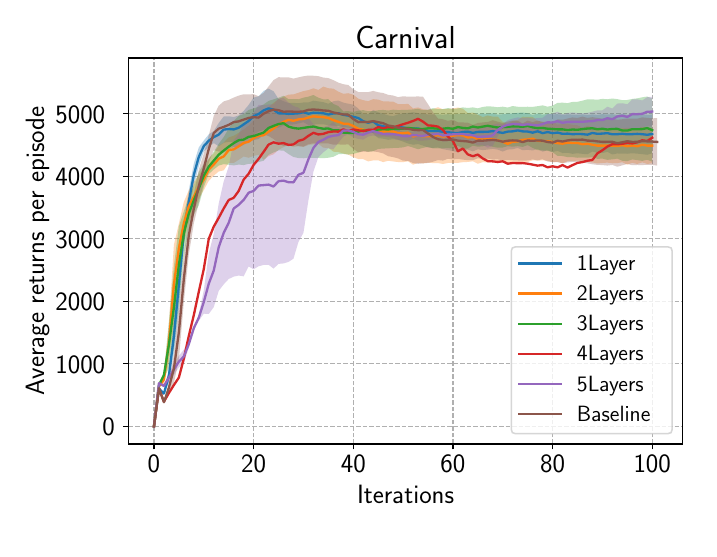 Carnival
Average returns per episode
5000
4000
3000
2000
1000
0
1Layer
2Layers
3Layers
4Layers
5Layers
Baseline
0 20 40 60 80 100
Iterations